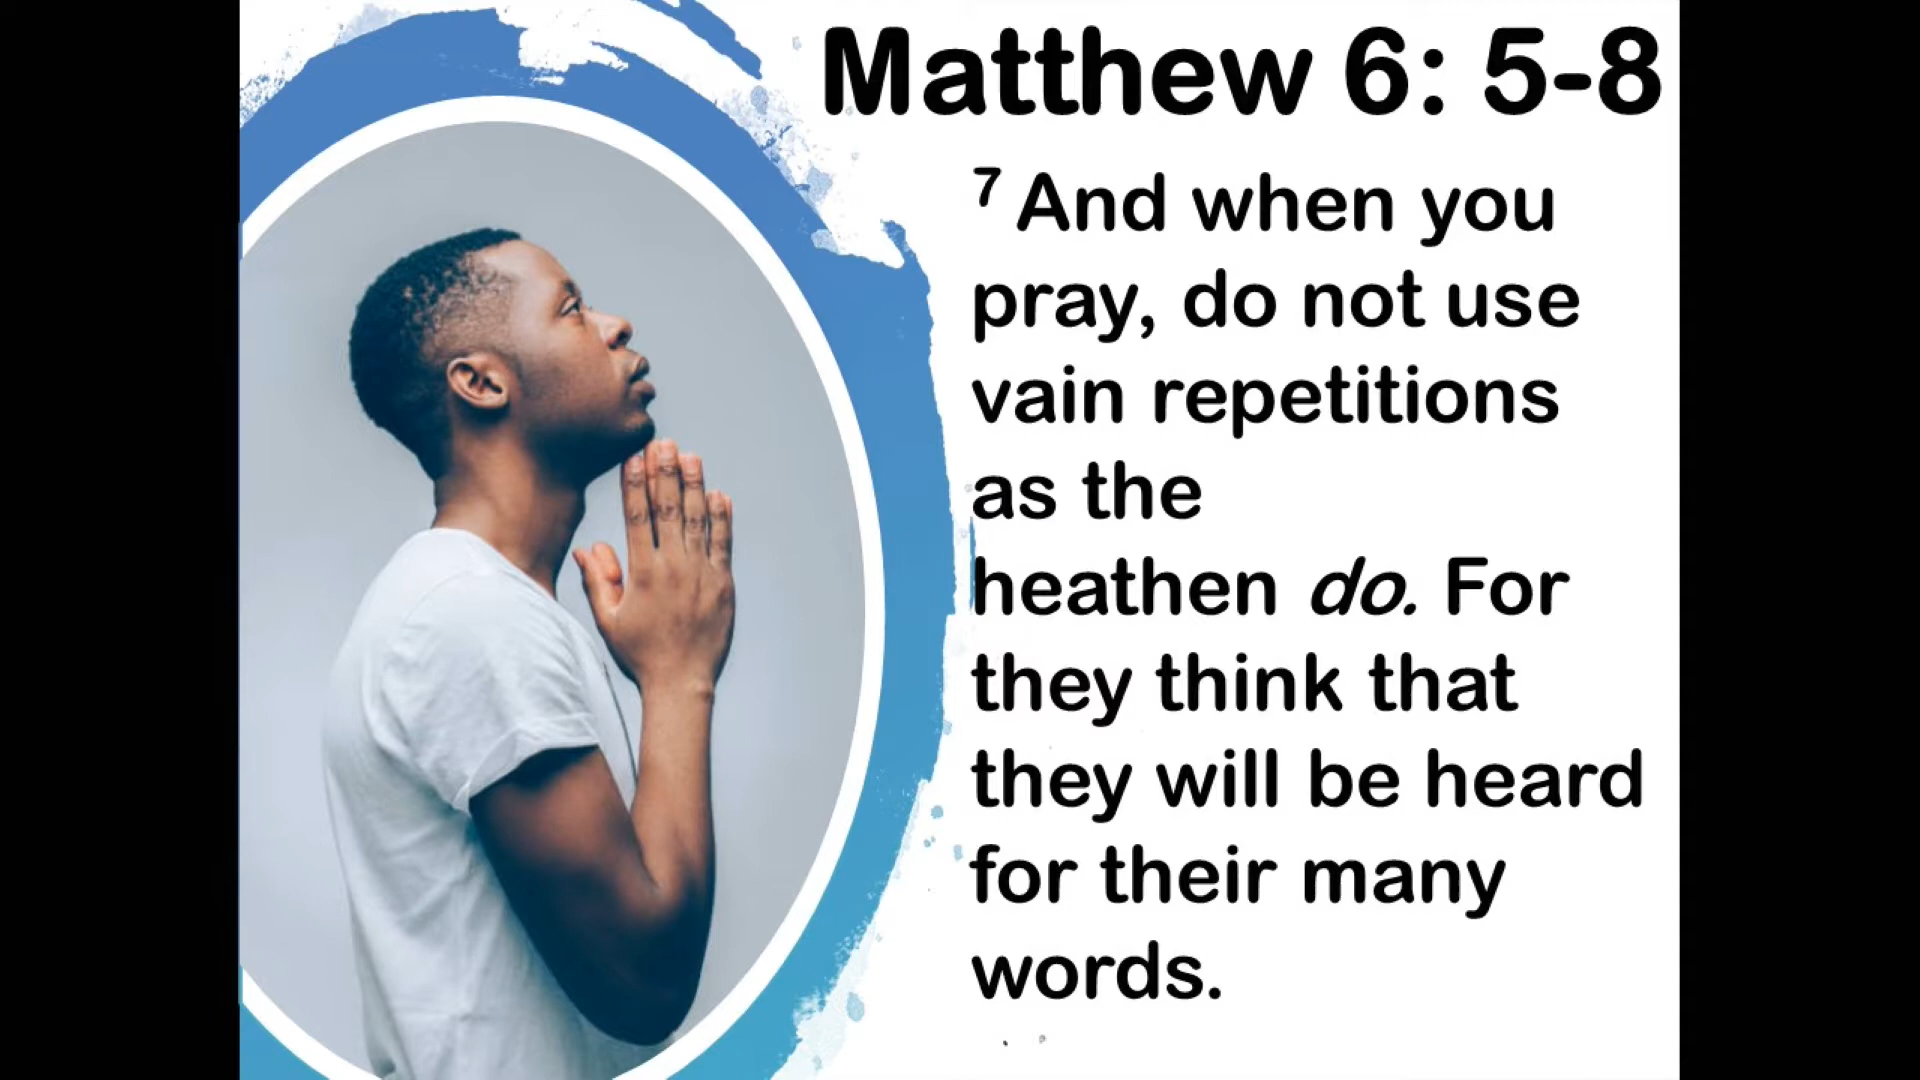 Matthew 6: 5-8
7 And when you
pray, do not use
vain repetitions
as the
heathen do. For
they think that
they will be heard
for their many
words.